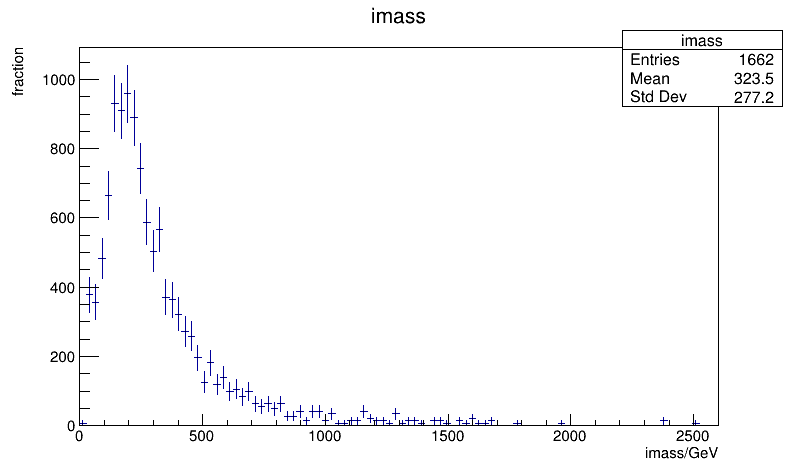 imass
imass
Entries 1662
Mean 323.5
Std Dev 277.2
fraction
1000
800
600
400
200
0
0 500 1000 1500 2000 2500
imass/GeV